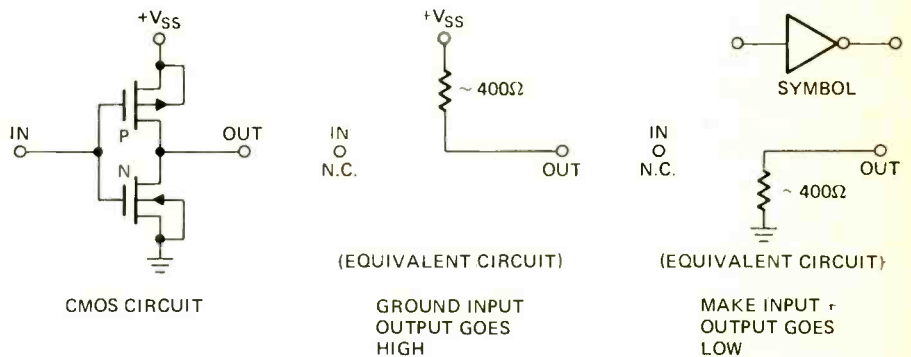 +VSS
IN
P
N
OUT
CMOS CIRCUIT
+VSS
~ 400Ω
IN
N.C.
OUT
(EQUIVALENT CIRCUIT)
GROUND INPUT
OUTPUT GOES
HIGH
SYMBOL
IN
N.C.
OUT
~ 400Ω
(EQUIVALENT CIRCUIT)
MAKE INPUT +
OUTPUT GOES
LOW